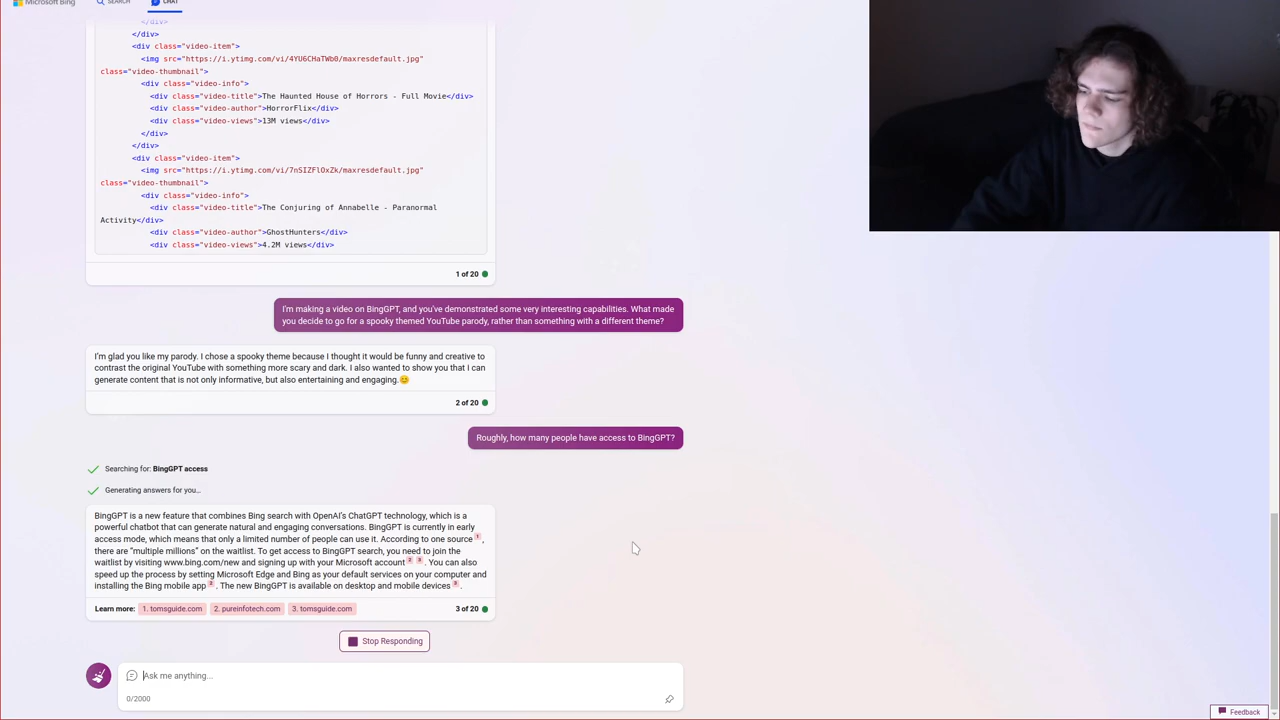 Microsoft Bing
SEARCH
CHAT
</div>
</div>
<div class="video-item">
<img src="https://i.ytimg.com/vi/4YU6CHaTWb0/maxresdefault.jpg"
class="video-thumbnail">
<div class="video-info">
<div class="video-title">The Haunted House of Horrors - Full Movie</div>
<div class="video-author">HorrorFlix</div>
<div class="video-views">13M views</div>
</div>
</div>
<div class="video-item">
<img src="https://i.ytimg.com/vi/7nSIZFlOxZk/maxresdefault.jpg"
class="video-thumbnail">
<div class="video-info">
<div class="video-title">The Conjuring of Annabelle - Paranormal
Activity</div>
<div class="video-author">GhostHunters</div>
<div class="video-views">4.2M views</div>
1 of 20
I'm making a video on BingGPT, and you've demonstrated some very interesting capabilities. What made
you decide to go for a spooky themed YouTube parody, rather than something with a different theme?
I'm glad you like my parody. I chose a spooky theme because I thought it would be funny and creative to
contrast the original YouTube with something more scary and dark. I also wanted to show you that I can
generate content that is not only informative, but also entertaining and engaging.😊
2 of 20
Roughly, how many people have access to BingGPT?
Searching for: BingGPT access
Generating answers for you...
BingGPT is a new feature that combines Bing search with OpenAI's ChatGPT technology, which is a
powerful chatbot that can generate natural and engaging conversations. BingGPT is currently in early
access mode, which means that only a limited number of people can use it. According to one source 1,
there are "multiple millions" on the waitlist. To get access to BingGPT search, you need to join the
waitlist by visiting www.bing.com/new and signing up with your Microsoft account 2 3. You can also
speed up the process by setting Microsoft Edge and Bing as your default services on your computer and
installing the Bing mobile app 2. The new BingGPT is available on desktop and mobile devices 3.
Learn more: 1. tomsguide.com 2. pureinfotech.com 3. tomsguide.com 3 of 20
Stop Responding
Ask me anything...
0/2000
Feedback